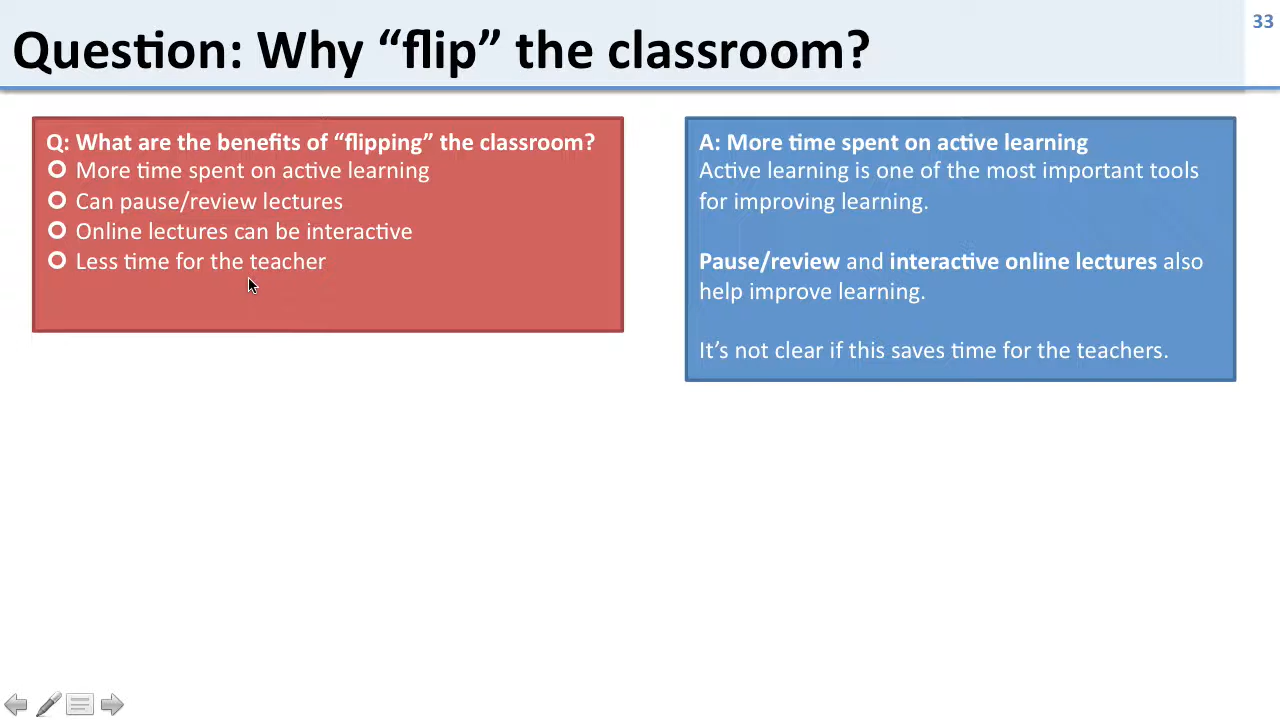 33
Question: Why “flip” the classroom?
Q: What are the benefits of “flipping” the classroom?
More time spent on active learning
Can pause/review lectures
Online lectures can be interactive
Less time for the teacher
A: More time spent on active learning
Active learning is one of the most important tools
for improving learning.
Pause/review and interactive online lectures also
help improve learning.
It’s not clear if this saves time for the teachers.